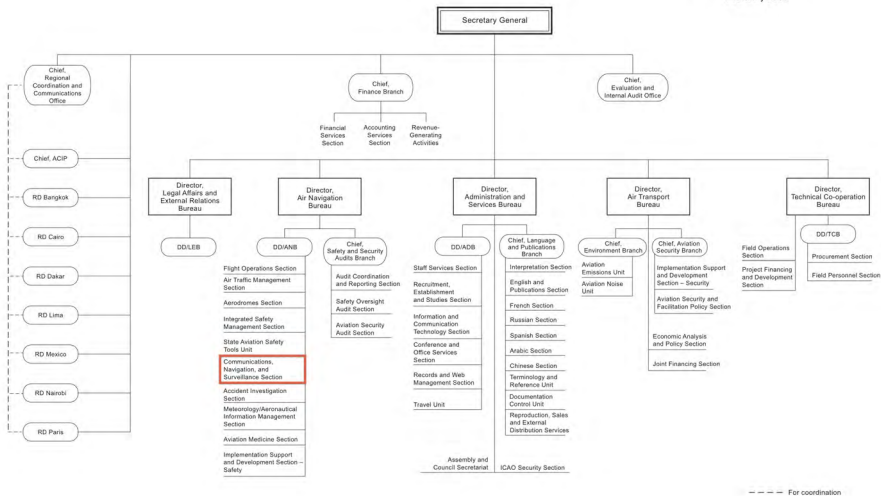 Secretary General
Chief,
Regional
Coordination and
Communications
Office
Chief,
Finance Branch
Chief,
Evaluation and
Internal Audit Office
Financial
Services
Section
Accounting
Services
Section
Revenue-
Generating
Activities
Chief, ACIP
RD Bangkok
RD Cairo
RD Dakar
RD Lima
RD Mexico
RD Nairobi
RD Paris
Director,
Legal Affairs and
External Relations
Bureau
DD/LEB
Director,
Air Navigation
Bureau
DD/ANB
Flight Operations Section
Air Traffic Management
Section
Aerodromes Section
Integrated Safety
Management Section
State Aviation Safety
Tools Unit
Communications,
Navigation, and
Surveillance Section
Accident Investigation
Section
Meteorology/Aeronautical
Information Management
Section
Aviation Medicine Section
Implementation Support
and Development Section –
Safety
Chief,
Safety and Security
Audits Branch
Audit Coordination
and Reporting Section
Safety Oversight
Audit Section
Aviation Security
Audit Section
Director,
Administration and
Services Bureau
DD/ADB
Staff Services Section
Recruitment,
Establishment
and Studies Section
Information and
Communication
Technology Section
Conference and
Office Services
Section
Records and Web
Management Section
Travel Unit
Chief, Language
and Publications
Branch
Interpretation Section
English and
Publications Section
French Section
Russian Section
Spanish Section
Arabic Section
Chinese Section
Terminology and
Reference Unit
Documentation
Control Unit
Reproduction, Sales
and External
Distribution Services
Assembly and
Council Secretariat
ICAO Security Section
Director,
Air Transport
Bureau
Chief,
Environment Branch
Aviation
Emissions Unit
Aviation Noise
Unit
Chief, Aviation
Security Branch
Implementation Support
and Development
Section – Security
Aviation Security and
Facilitation Policy Section
Economic Analysis
and Policy Section
Joint Financing Section
Director,
Technical Co-operation
Bureau
Field Operations
Section
Project Financing
and Development
Section
DD/TCB
Procurement Section
Field Personnel Section
For coordination